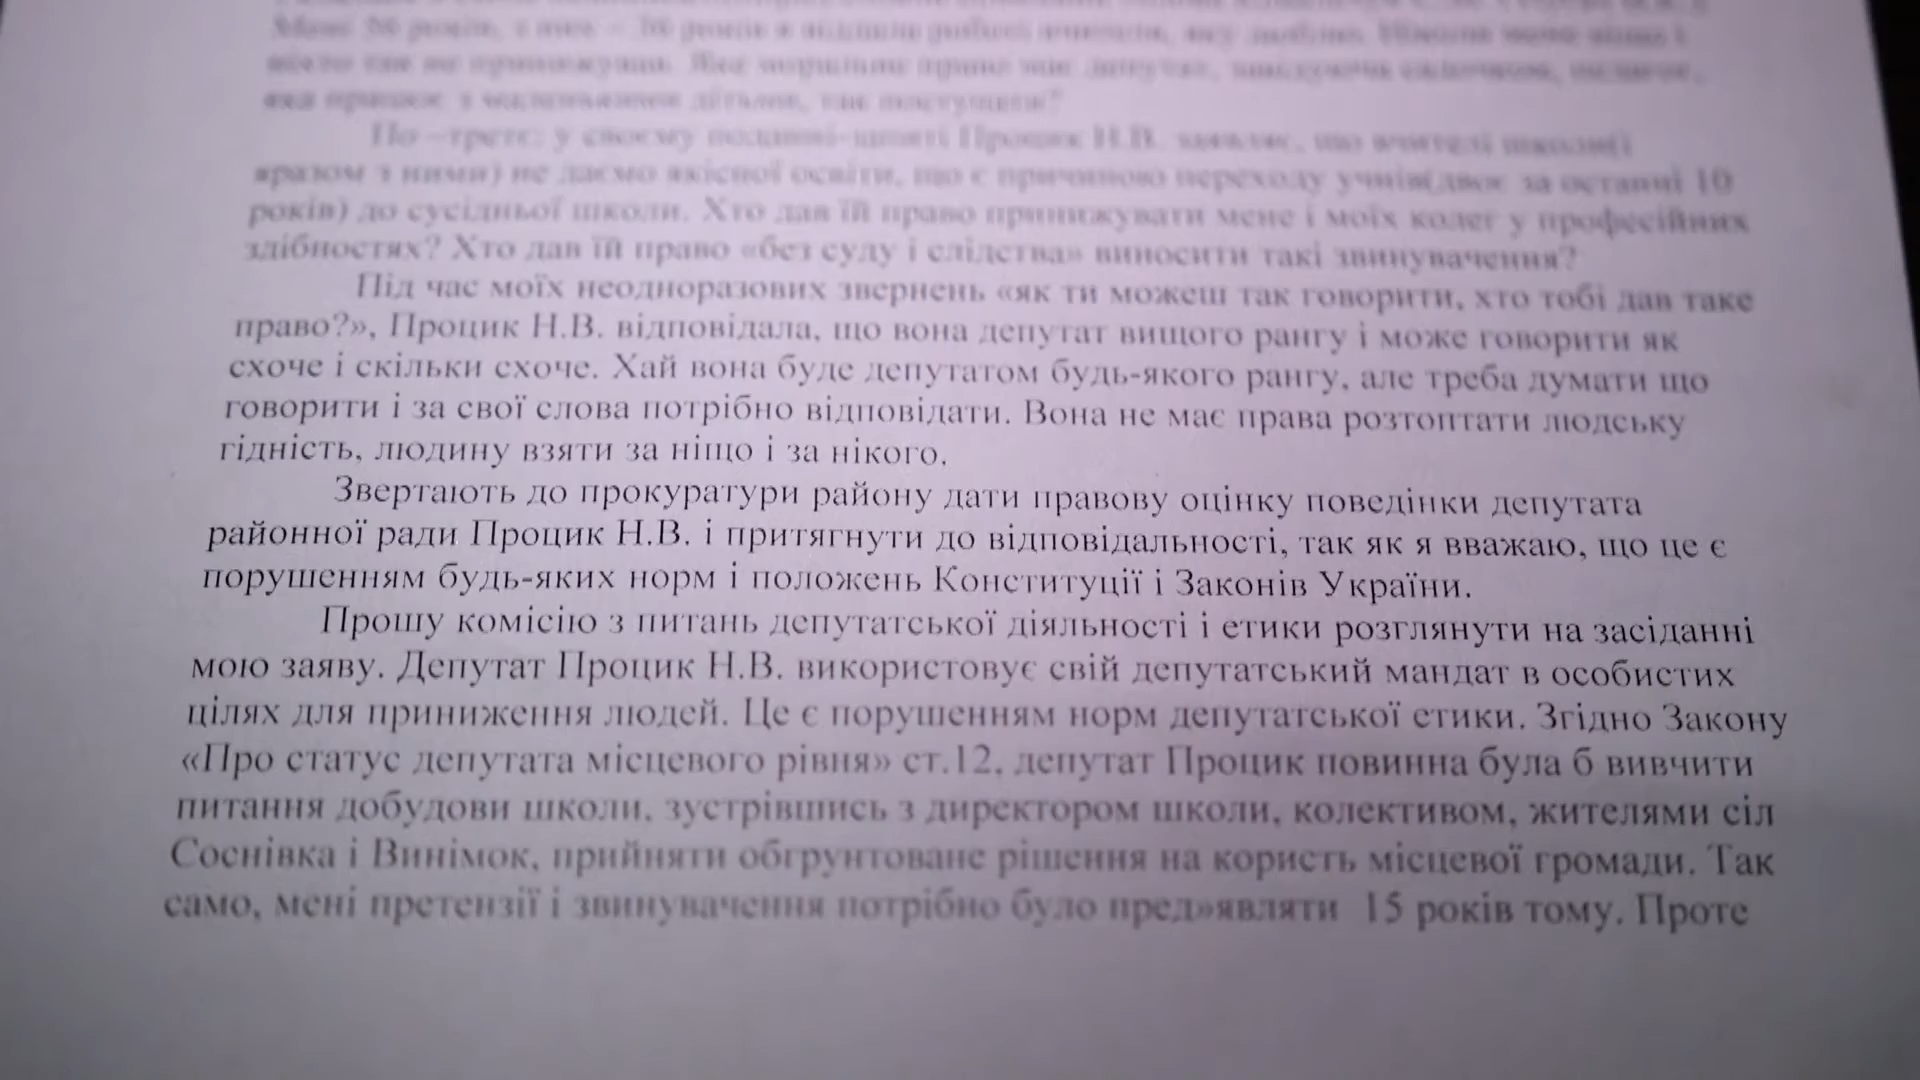 По –третє: у своєму поданні-шовті Процик Н.В. заявляє, що вчителі школи(і
вразом з ними) не даємо якісної освіти, що є причиною переходу учнів(двоє за останні 10
років) до сусідньої школи. Хто дав їй право принижувати мене і моїх колег у професійних
здібностях? Хто дав їй право «без суду і слідства» виносити такі звинувачення?
Під час моїх неодноразових звернень «як ти можеш так говорити, хто тобі дав таке
право?», Процик Н.В. відповідала, що вона депутат вищого рангу і може говорити як
схоче і скільки схоче. Хай вона буде депутатом будь-якого рангу, але треба думати що
говорити і за свої слова потрібно відповідати. Вона не має права розтоптати людську
гідність, людину взяти за ніщо і за нікого.
Звертають до прокуратури району дати правову оцінку поведінки депутата
районної ради Процик Н.В. і притягнути до відповідальності, так як я вважаю, що це є
порушенням будь-яких норм і положень Конституції і Законів України.
Прошу комісію з питань депутатської діяльності і етики розглянути на засіданні
мою заяву. Депутат Процик Н.В. використовує свій депутатський мандат в особистих
цілях для приниження людей. Це є порушенням норм депутатської етики. Згідно Закону
«Про статус депутата місцевого рівня» ст.12, депутат Процик повинна була б вивчити
питання добудови школи, зустрівшись з директором школи, колективом, жителями сіл
Соснівка і Винімок, прийняти обгрунтоване рішення на користь місцевої громади. Так
само, мені претензії і звинувачення потрібно було пред»являти 15 років тому. Проте